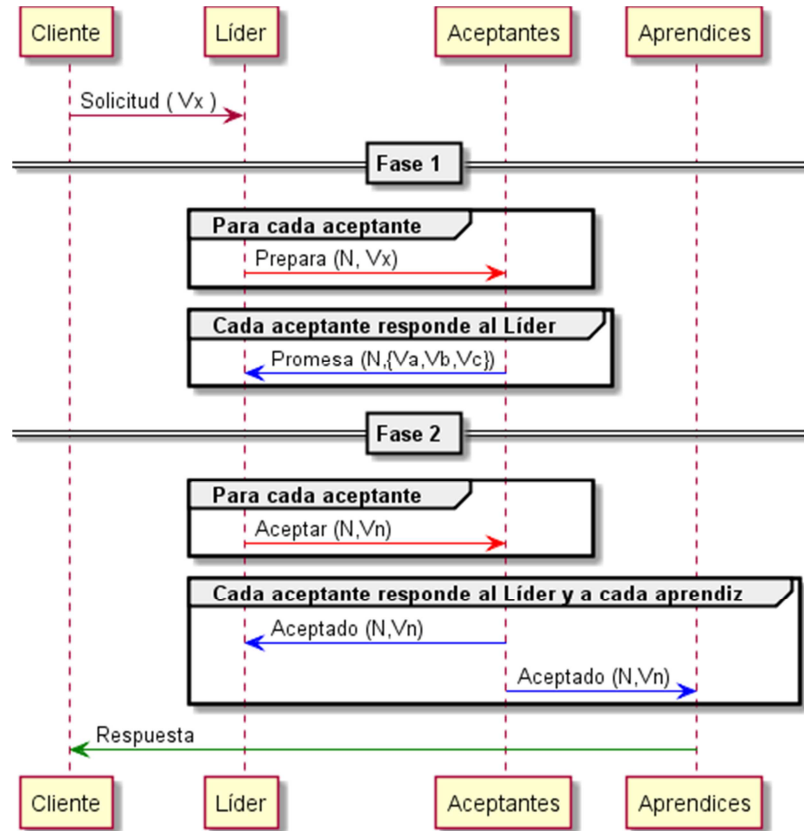 Cliente Líder Aceptantes Aprendices
Solicitud ( Vx )
Fase 1
Para cada aceptante
Prepara (N, Vx)
Cada aceptante responde al Líder
Promesa (N,{Va,Vb,Vc})
Fase 2
Para cada aceptante
Aceptar (N,Vn)
Cada aceptante responde al Líder y a cada aprendiz
Aceptado (N,Vn)
Aceptado (N,Vn)
Respuesta
Cliente Líder Aceptantes Aprendices